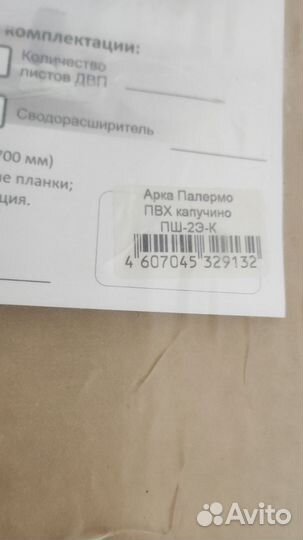 комплектации:
Количество
листов ДВП
Сводорасширитель
700 мм)
е планки;
ция.
Арка Палермо
ПВХ капучино
ПШ-2Э-К
4 607045 329132
Avito